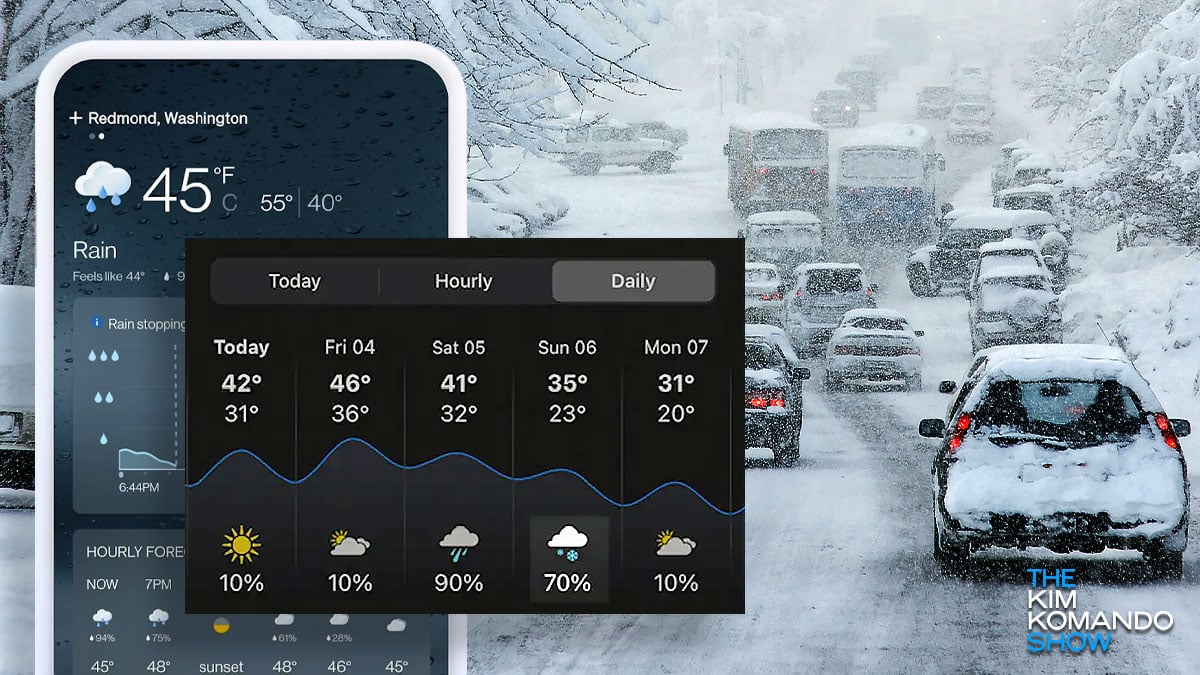 + Redmond, Washington
45°F
C
55° | 40°
Rain
Feels like 44° 9
i Rain stopping
6:44PM
HOURLY FORE
NOW 7PM
94% 75% 61% 28%
45° 48° sunset 48° 46° 45°
Today Hourly Daily
Today Fri 04 Sat 05 Sun 06 Mon 07
42° 46° 41° 35° 31°
31° 36° 32° 23° 20°
10% 10% 90% 70% 10%
THE
KIM
KOMANDO
SHOW